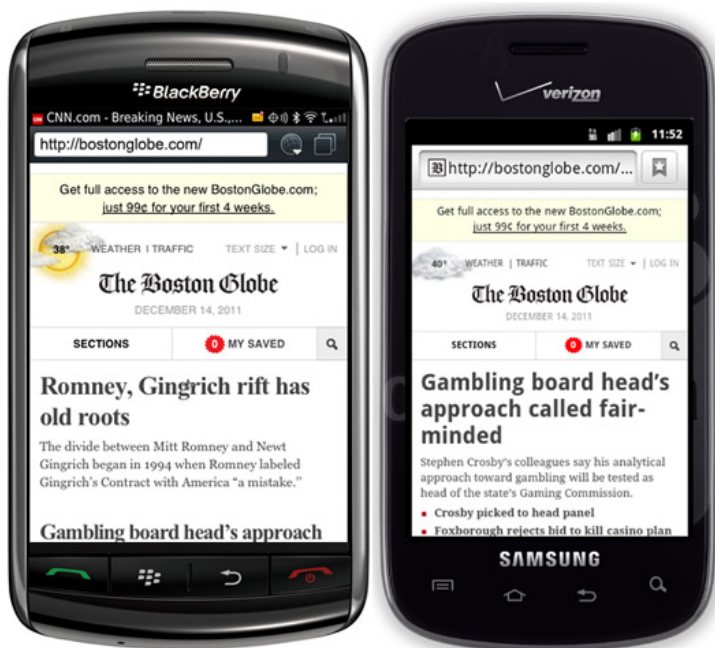 BlackBerry
CNN.com - Breaking News, U.S.,...
http://bostonglobe.com/
Get full access to the new BostonGlobe.com;
just 99¢ for your first 4 weeks.
38° WEATHER | TRAFFIC TEXT SIZE | LOG IN
The Boston Globe
DECEMBER 14, 2011
SECTIONS 0 MY SAVED
Romney, Gingrich rift has
old roots
The divide between Mitt Romney and Newt
Gingrich began in 1994 when Romney labeled
Gingrich's Contract with America “a mistake.”
Gambling board head's approach
verizon
11:52
http://bostonglobe.com/...
Get full access to the new BostonGlobe.com;
just 99¢ for your first 4 weeks.
40° WEATHER | TRAFFIC TEXT SIZE | LOG IN
The Boston Globe
DECEMBER 14, 2011
SECTIONS 0 MY SAVED
Gambling board head's
approach called fair-
minded
Stephen Crosby's colleagues say his analytical
approach toward gambling will be tested as
head of the state's Gaming Commission.
Crosby picked to head panel
Foxborough rejects bid to kill casino plan
SAMSUNG